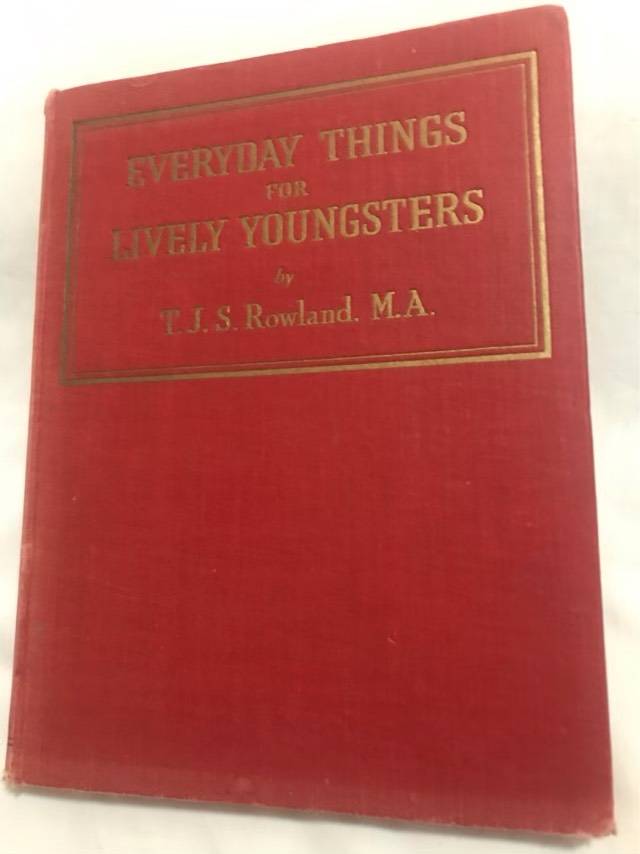 EVERYDAY THINGS
FOR
LIVELY YOUNGSTERS
by
T.J.S. Rowland. M.A.